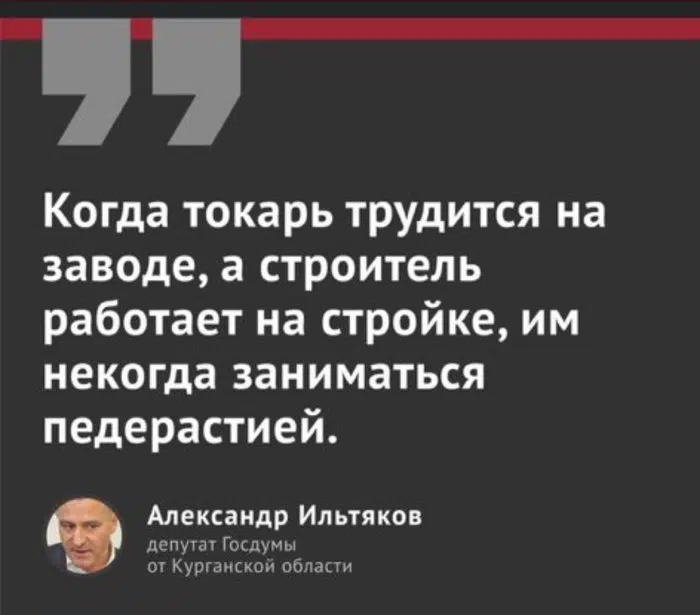 Когда токарь трудится на
заводе, а строитель
работает на стройке, им
некогда заниматься
педерастией.
Александр Ильтяков
депутат Госдумы
от Курганской области